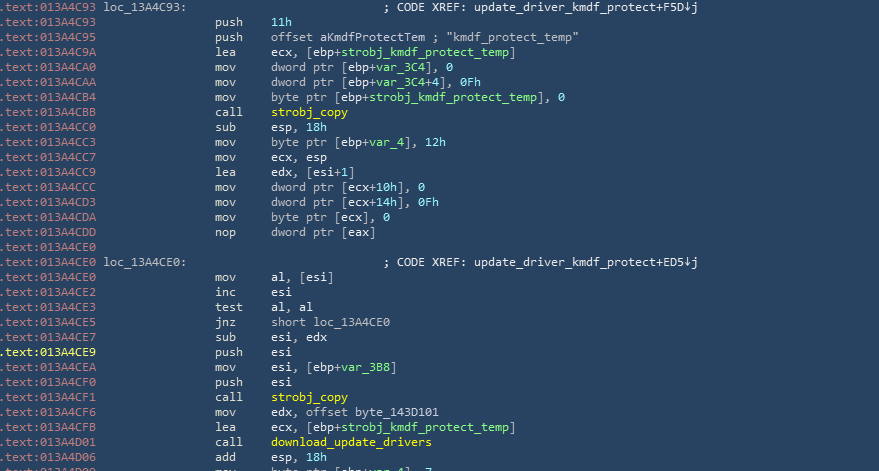 .text:013A4C93 loc_13A4C93: ; CODE XREF: update_driver_kmdf_protect+F5D↓j
.text:013A4C93 push 11h
.text:013A4C95 push offset aKmdfProtectTem ; "kmdf_protect_temp"
.text:013A4C9A lea ecx, [ebp+strobj_kmdf_protect_temp]
.text:013A4CA0 mov dword ptr [ebp+var_3C4], 0
.text:013A4CAA mov dword ptr [ebp+var_3C4+4], 0Fh
.text:013A4CB4 mov byte ptr [ebp+strobj_kmdf_protect_temp], 0
.text:013A4CBB call strobj_copy
.text:013A4CC0 sub esp, 18h
.text:013A4CC3 mov byte ptr [ebp+var_4], 12h
.text:013A4CC7 mov ecx, esp
.text:013A4CC9 lea edx, [esi+1]
.text:013A4CCC mov dword ptr [ecx+10h], 0
.text:013A4CD3 mov dword ptr [ecx+14h], 0Fh
.text:013A4CDA mov byte ptr [ecx], 0
.text:013A4CDD nop dword ptr [eax]
.text:013A4CE0
.text:013A4CE0 loc_13A4CE0: ; CODE XREF: update_driver_kmdf_protect+ED5↓j
.text:013A4CE0 mov al, [esi]
.text:013A4CE2 inc esi
.text:013A4CE3 test al, al
.text:013A4CE5 jnz short loc_13A4CE0
.text:013A4CE7 sub esi, edx
.text:013A4CE9 push esi
.text:013A4CEA mov esi, [ebp+var_3B8]
.text:013A4CF0 push esi
.text:013A4CF1 call strobj_copy
.text:013A4CF6 mov edx, offset byte_143D101
.text:013A4CFB lea ecx, [ebp+strobj_kmdf_protect_temp]
.text:013A4D01 call download_update_drivers
.text:013A4D06 add esp, 18h